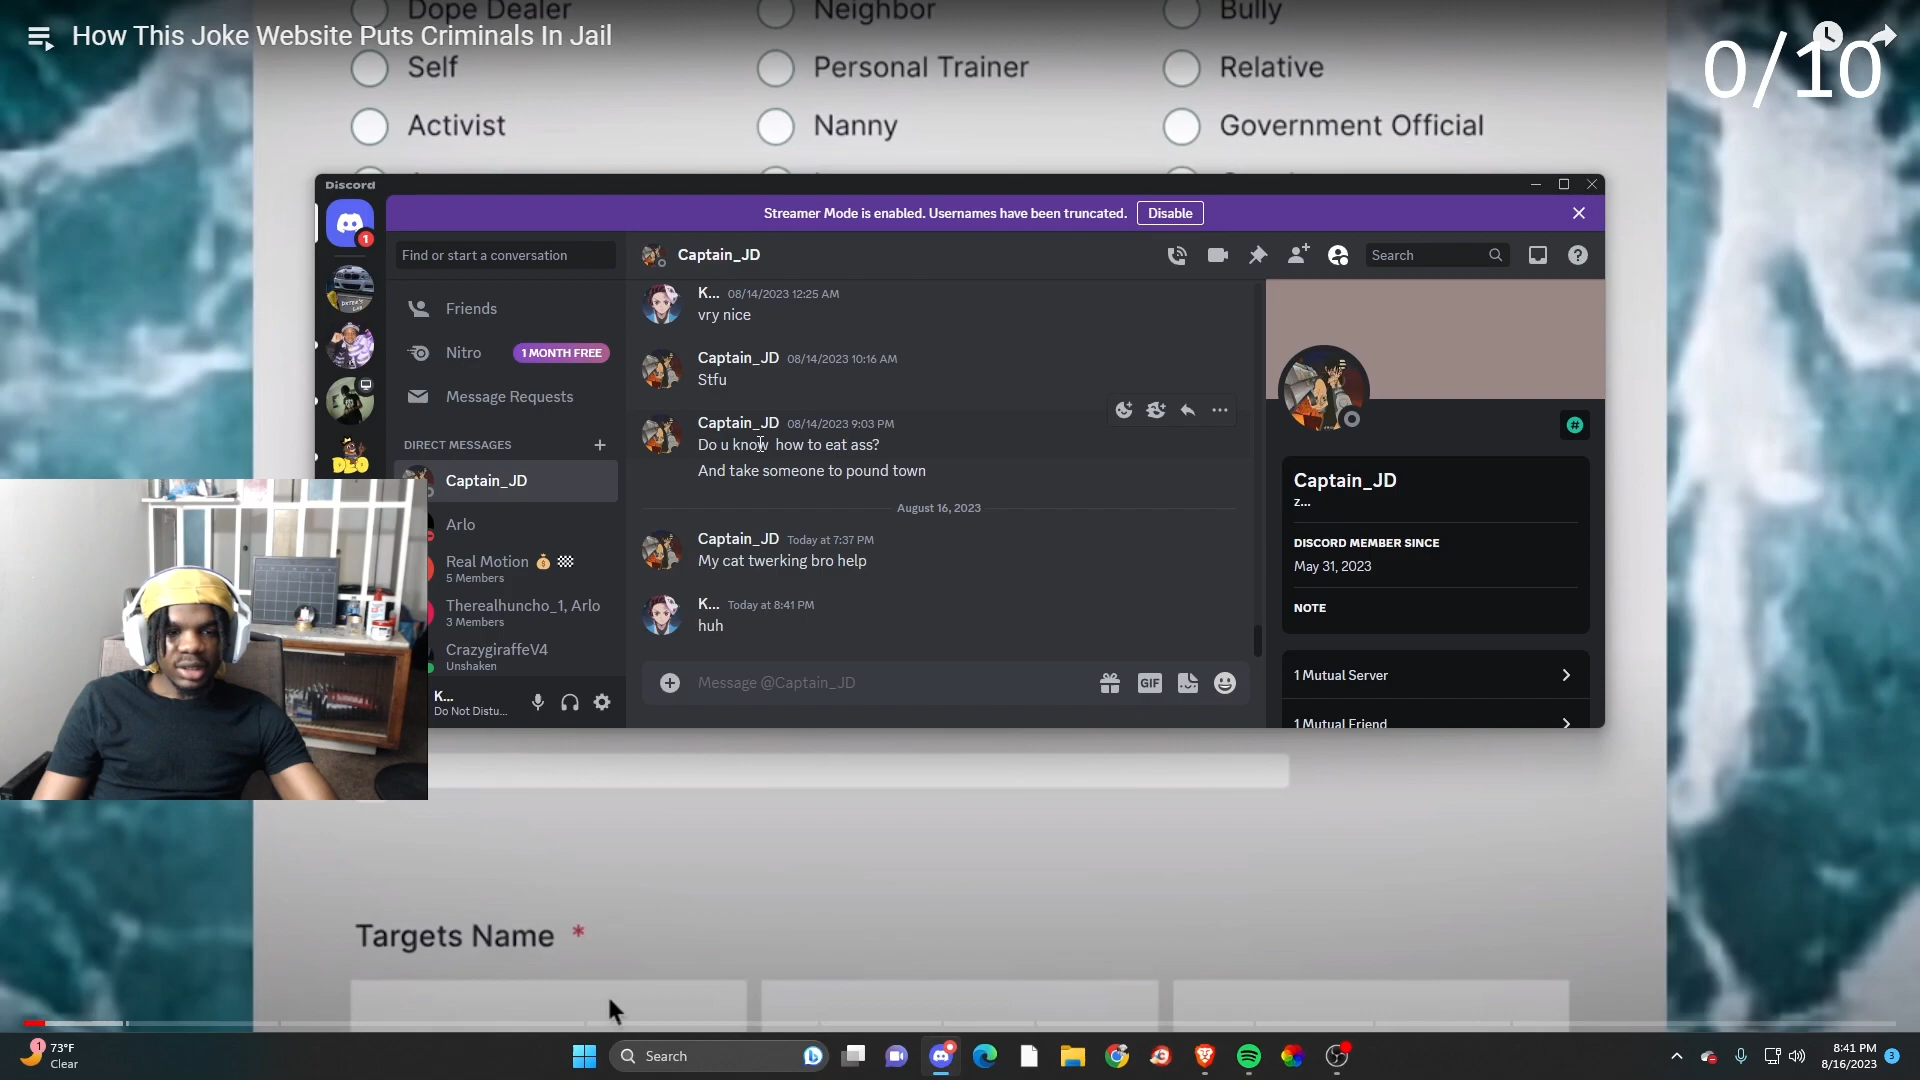 Dope Dealer
Neighbor
Bully
How This Joke Website Puts Criminals In Jail
0/10
Self
Personal Trainer
Relative
Activist
Nanny
Government Official
Discord
Streamer Mode is enabled. Usernames have been truncated.
Disable
1
Find or start a conversation
Captain_JD
Search
Friends
Nitro
1 MONTH FREE
Message Requests
DIRECT MESSAGES
Captain_JD
Arlo
Real Motion 💰 🏁
5 Members
Therealhuncho_1, Arlo
3 Members
CrazygiraffeV4
Unshaken
K...
Do Not Distu...
K... 08/14/2023 12:25 AM
vry nice
Captain_JD 08/14/2023 10:16 AM
Stfu
Captain_JD 08/14/2023 9:03 PM
Do u know how to eat ass?
And take someone to pound town
August 16, 2023
Captain_JD Today at 7:37 PM
My cat twerking bro help
K... Today at 8:41 PM
huh
Message @Captain_JD
GIF
Captain_JD
z...
DISCORD MEMBER SINCE
May 31, 2023
NOTE
1 Mutual Server
1 Mutual Friend
Targets Name *
1
73°F
Clear
Search
8:41 PM
8/16/2023
3